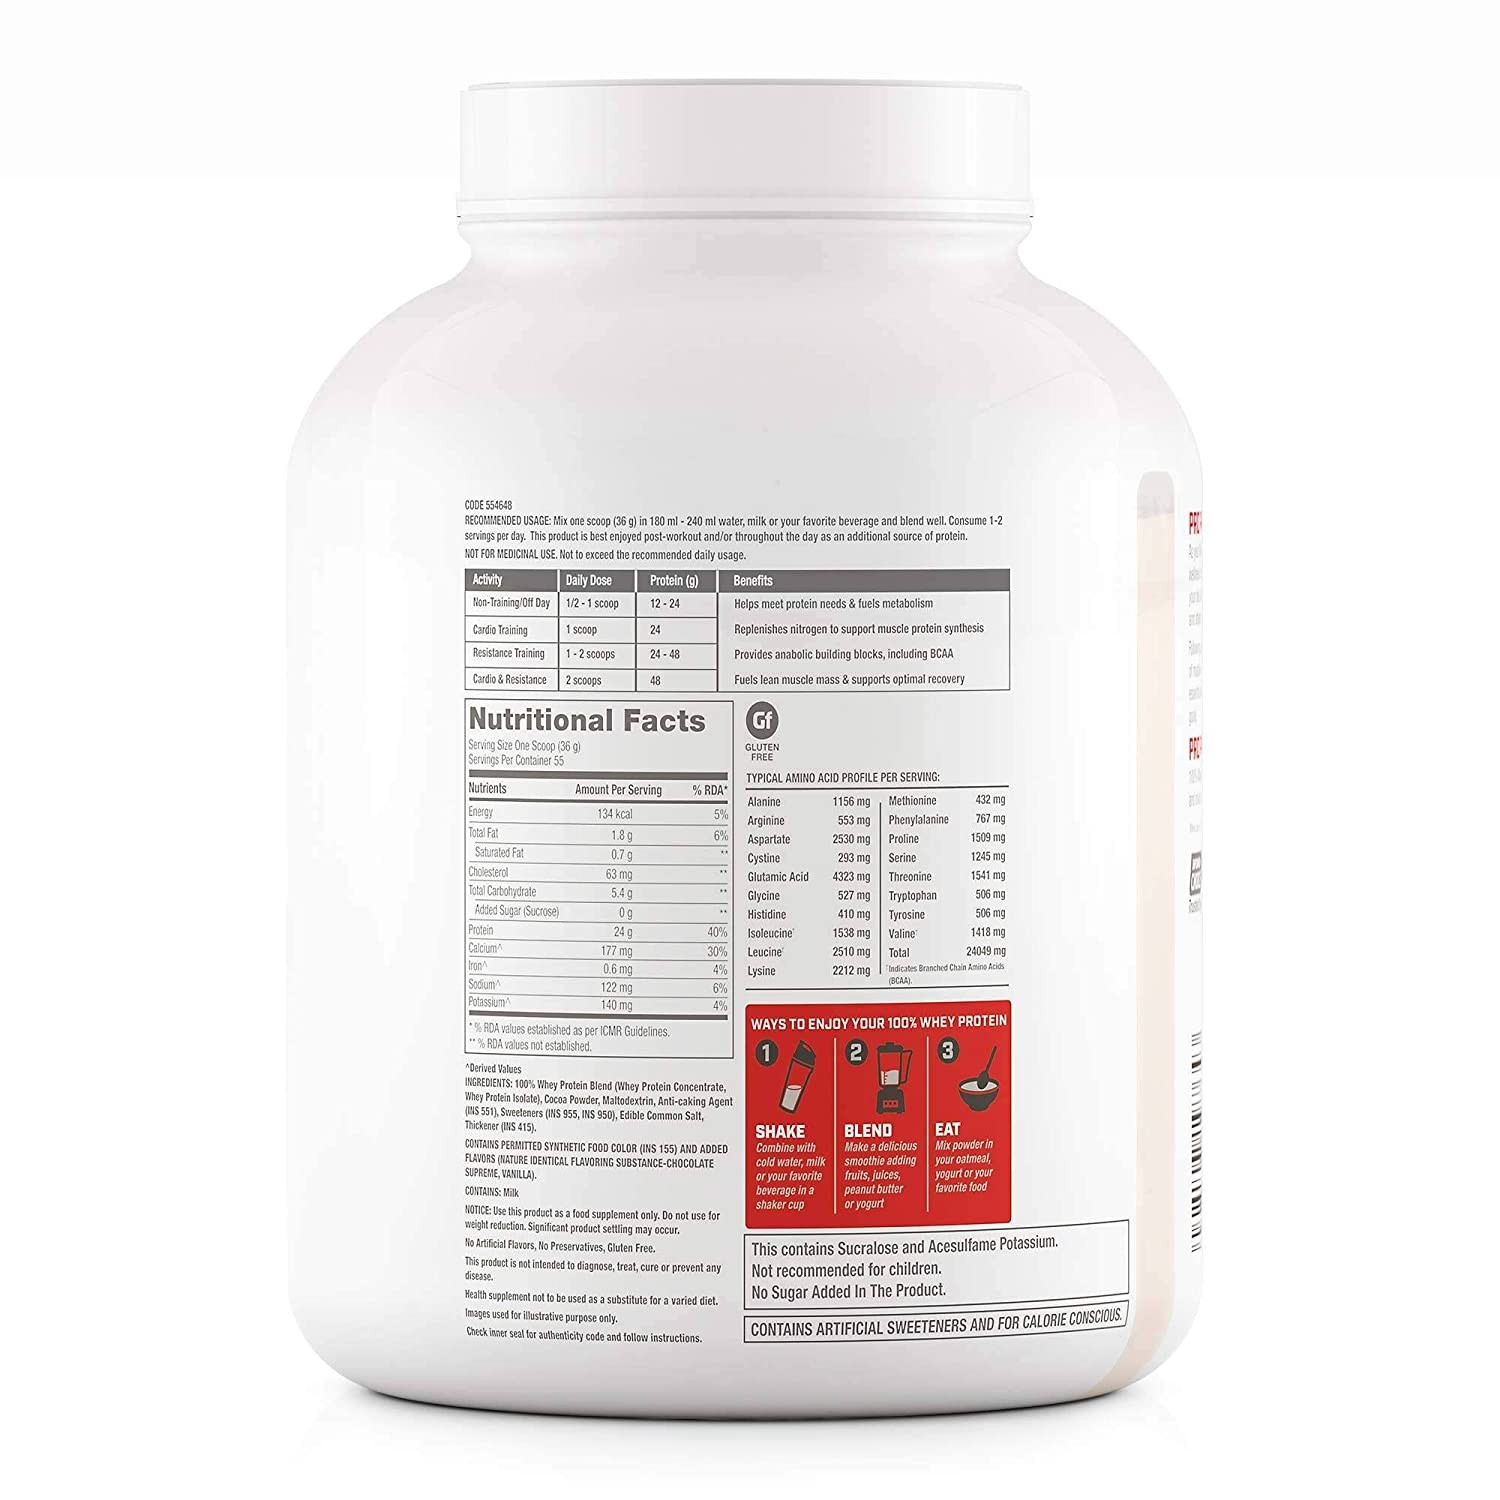 CODE 554648
RECOMMENDED USAGE: Mix one scoop (36 g) in 180 ml - 240 ml water, milk or your favorite beverage and blend well. Consume 1-2
servings per day. This product is best enjoyed post-workout and/or throughout the day as an additional source of protein.
NOT FOR MEDICINAL USE. Not to exceed the recommended daily usage.
Activity Daily Dose Protein (g) Benefits
Non-Training/Off Day 1/2 - 1 scoop 12 - 24 Helps meet protein needs & fuels metabolism
Cardio Training 1 scoop 24 Replenishes nitrogen to support muscle protein synthesis
Resistance Training 1 - 2 scoops 24 - 48 Provides anabolic building blocks, including BCAA
Cardio & Resistance 2 scoops 48 Fuels lean muscle mass & supports optimal recovery
Nutritional Facts
Serving Size One Scoop (36 g)
Servings Per Container 55
Nutrients Amount Per Serving % RDA*
Energy 134 kcal 5%
Total Fat 1.8 g 6%
Saturated Fat 0.7 g **
Cholesterol 63 mg **
Total Carbohydrate 5.4 g **
Added Sugar (Sucrose) 0 g **
Protein 24 g 40%
Calcium^ 177 mg 30%
Iron^ 0.6 mg 4%
Sodium^ 122 mg 6%
Potassium^ 140 mg 4%
* % RDA values established as per ICMR Guidelines.
** % RDA values not established.
^Derived Values
INGREDIENTS: 100% Whey Protein Blend (Whey Protein Concentrate,
Whey Protein Isolate), Cocoa Powder, Maltodextrin, Anti-caking Agent
(INS 551), Sweeteners (INS 955, INS 950), Edible Common Salt,
Thickener (INS 415).
CONTAINS PERMITTED SYNTHETIC FOOD COLOR (INS 155) AND ADDED
FLAVORS (NATURE IDENTICAL FLAVORING SUBSTANCE-CHOCOLATE
SUPREME, VANILLA).
CONTAINS: Milk
NOTICE: Use this product as a food supplement only. Do not use for
weight reduction. Significant product settling may occur.
No Artificial Flavors, No Preservatives, Gluten Free.
This product is not intended to diagnose, treat, cure or prevent any
disease.
Health supplement not to be used as a substitute for a varied diet.
Images used for illustrative purpose only.
Check inner seal for authenticity code and follow instructions.
Gf
GLUTEN
FREE
TYPICAL AMINO ACID PROFILE PER SERVING:
Alanine 1156 mg Methionine 432 mg
Arginine 553 mg Phenylalanine 767 mg
Aspartate 2530 mg Proline 1509 mg
Cystine 293 mg Serine 1245 mg
Glutamic Acid 4323 mg Threonine 1541 mg
Glycine 527 mg Tryptophan 506 mg
Histidine 410 mg Tyrosine 506 mg
Isoleucine† 1538 mg Valine† 1418 mg
Leucine† 2510 mg Total 24049 mg
Lysine 2212 mg †Indicates Branched Chain Amino Acids
(BCAA).
WAYS TO ENJOY YOUR 100% WHEY PROTEIN
1
SHAKE
Combine with
cold water, milk
or your favorite
beverage in a
shaker cup
2
BLEND
Make a delicious
smoothie adding
fruits, juices,
peanut butter
or yogurt
3
EAT
Mix powder in
your oatmeal,
yogurt or your
favorite food
This contains Sucralose and Acesulfame Potassium.
Not recommended for children.
No Sugar Added In The Product.
CONTAINS ARTIFICIAL SWEETENERS AND FOR CALORIE CONSCIOUS.